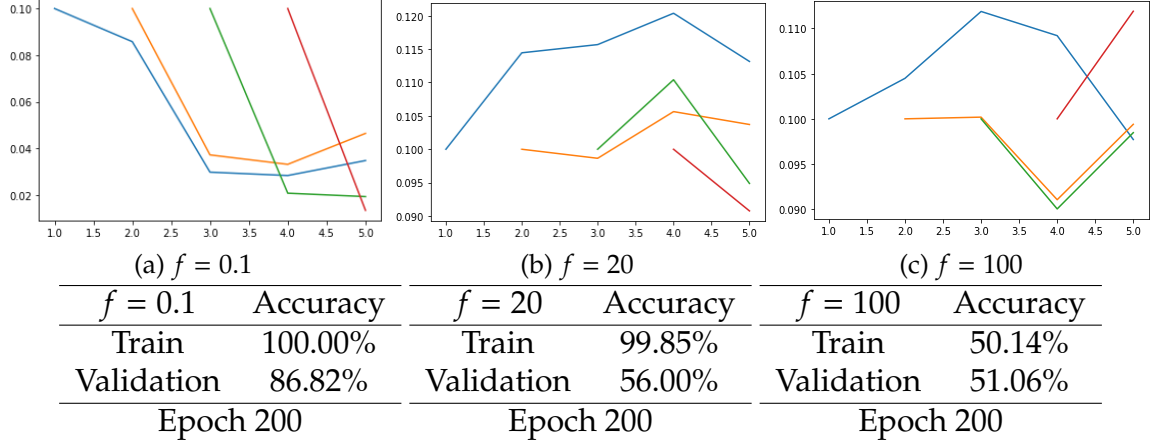 0.10
0.08
0.06
0.04
0.02
1.0 1.5 2.0 2.5 3.0 3.5 4.0 4.5 5.0
(a) f = 0.1
0.120
0.115
0.110
0.105
0.100
0.095
0.090
1.0 1.5 2.0 2.5 3.0 3.5 4.0 4.5 5.0
(b) f = 20
0.110
0.105
0.100
0.095
0.090
1.0 1.5 2.0 2.5 3.0 3.5 4.0 4.5 5.0
(c) f = 100
f = 0.1 Accuracy
Train 100.00%
Validation 86.82%
Epoch 200
f = 20 Accuracy
Train 99.85%
Validation 56.00%
Epoch 200
f = 100 Accuracy
Train 50.14%
Validation 51.06%
Epoch 200